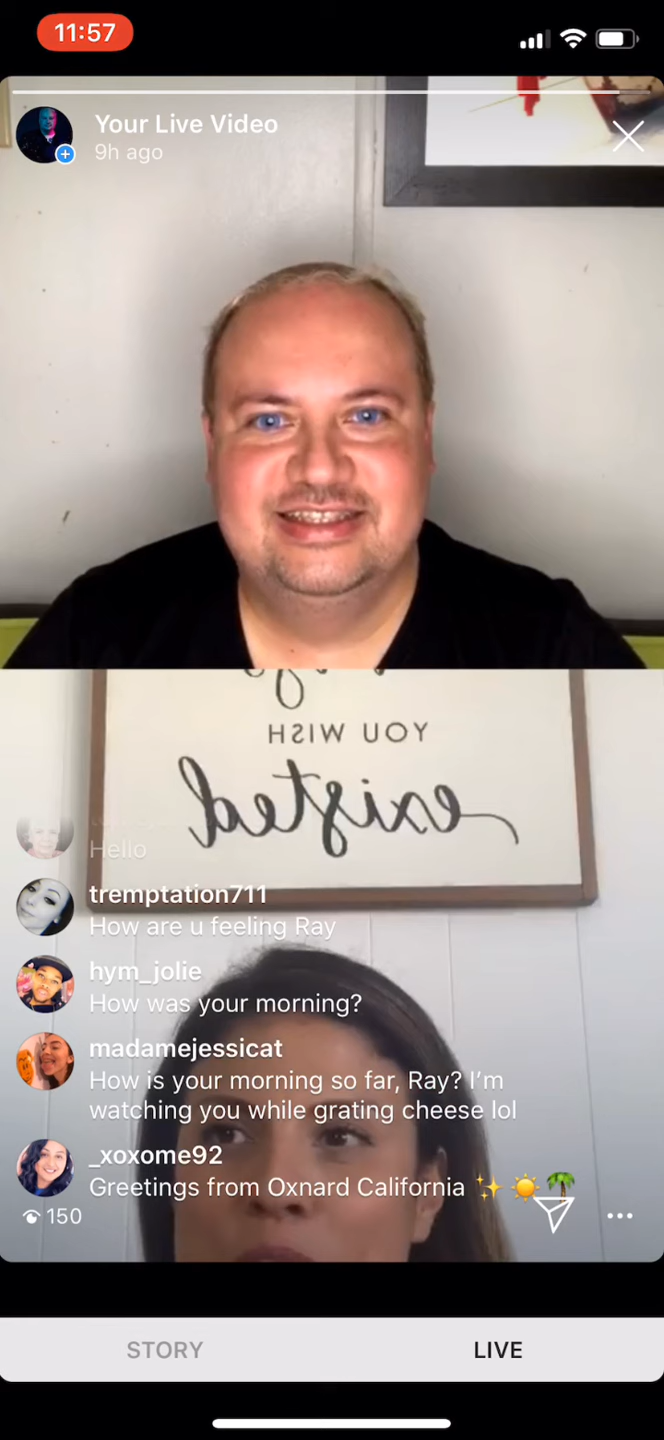 11:57
Your Live Video
9h ago
YOU WISH
existed
Hello
tremptation711
How are u feeling Ray
hym_jolie
How was your morning?
madamejessicat
How is your morning so far, Ray? I'm
watching you while grating cheese lol
_xoxome92
Greetings from Oxnard California ✨☀️🌴
150
STORY
LIVE